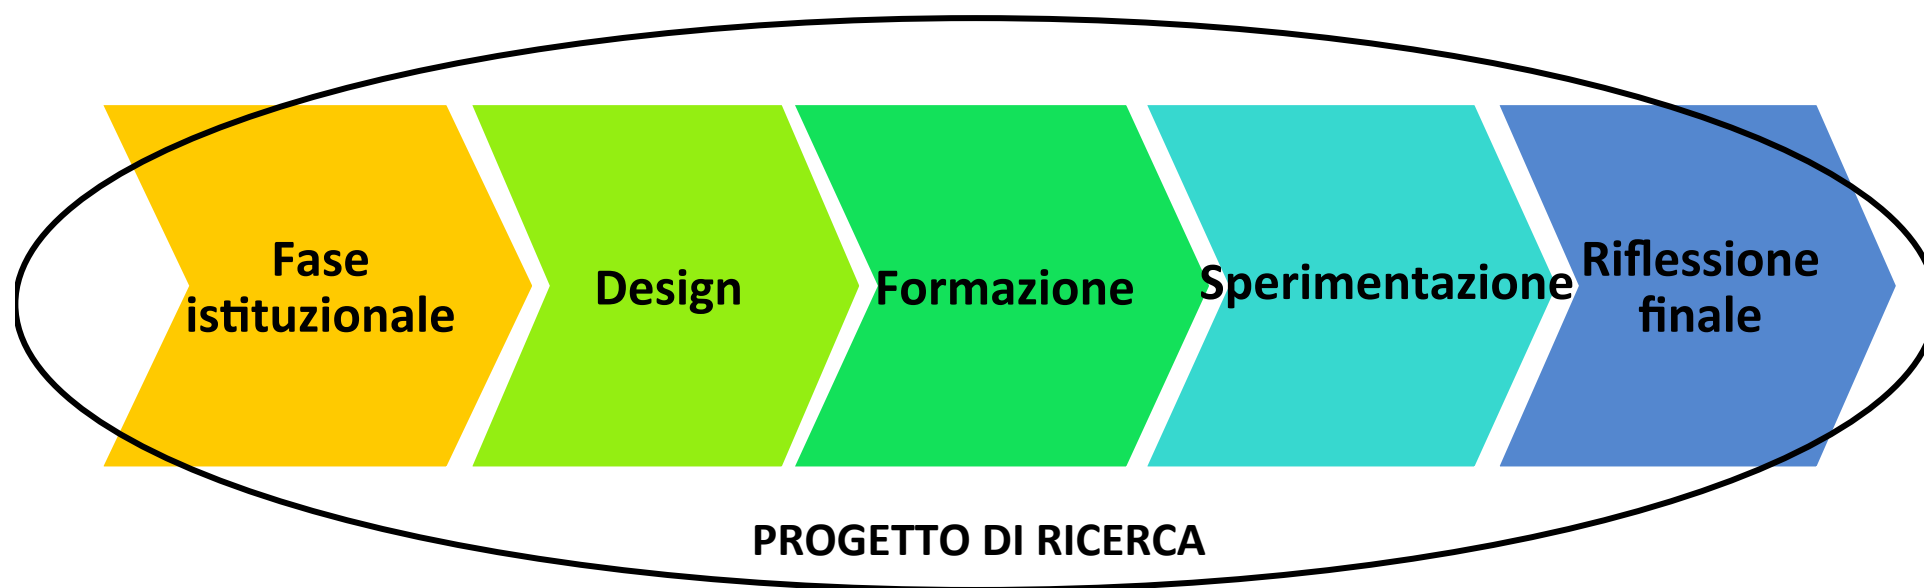 Fase
istituzionale
Design
Formazione
Sperimentazione
Riflessione
finale
PROGETTO DI RICERCA